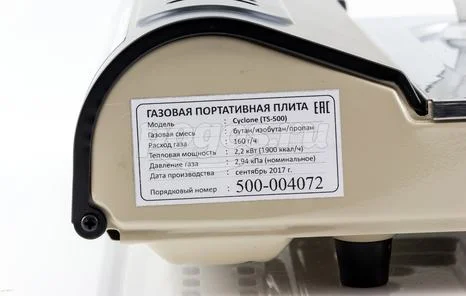 ГАЗОВАЯ ПОРТАТИВНАЯ ПЛИТА ЕАС
Модель : Cyclone (TS-500)
Газовая смесь : бутан/изобутан/пропан
Расход газа : 160 г/ч
Тепловая мощность : 2,2 кВт (1900 ккал/ч)
Давление газа : 2,94 кПа (номинальное)
Дата производства : сентябрь 2017 г.
Порядковый номер : 500-004072